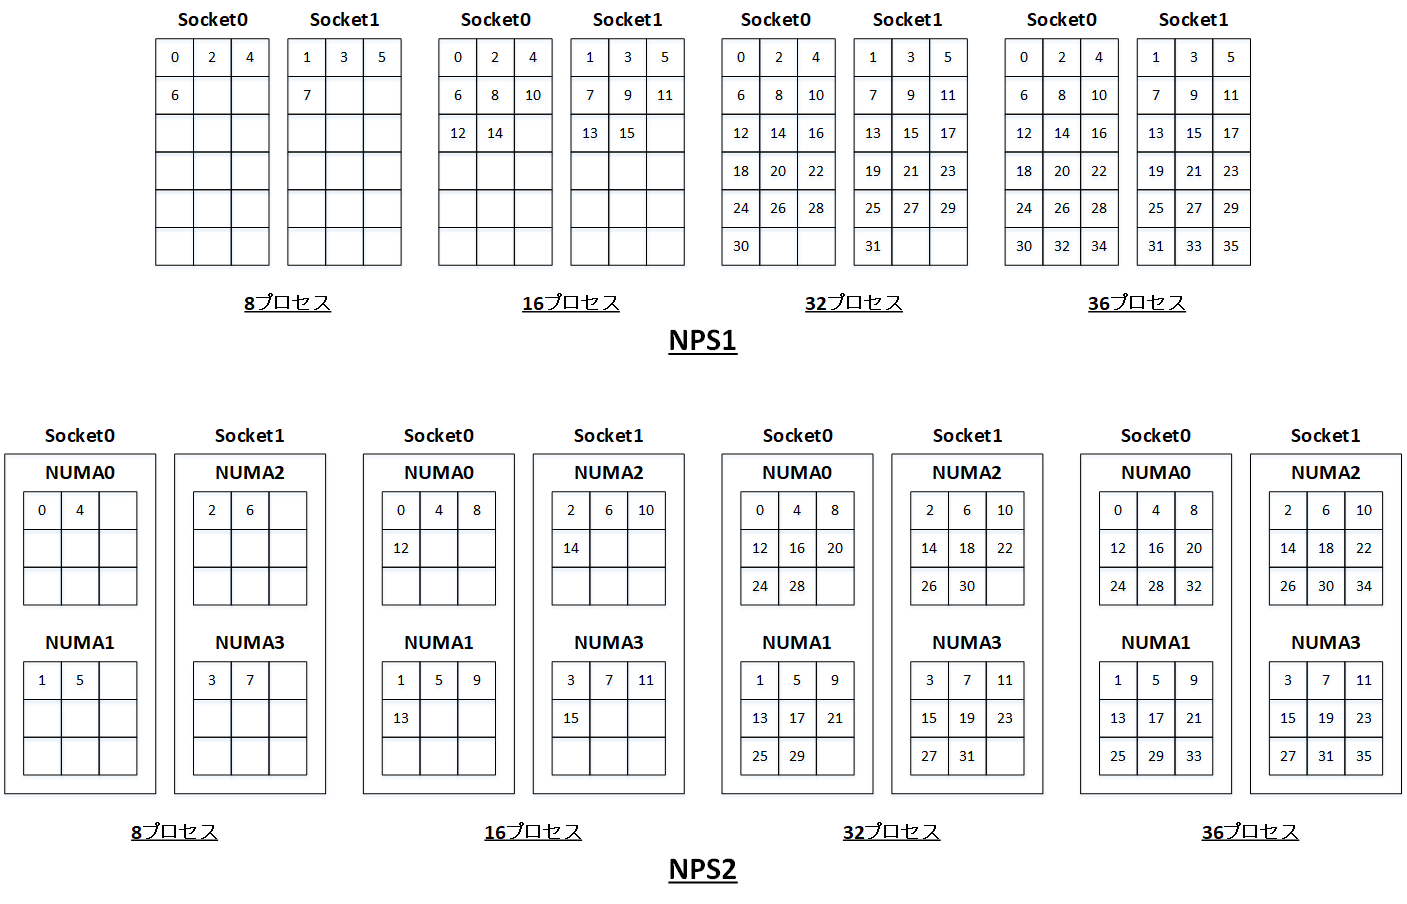 Socket0 Socket1 Socket0 Socket1 Socket0 Socket1 Socket0 Socket1
0 2 4 1 3 5 0 2 4 1 3 5 0 2 4 1 3 5 0 2 4 1 3 5
6 7 6 8 10 7 9 11 6 8 10 7 9 11 6 8 10 7 9 11
12 14 13 15 12 14 16 13 15 17 12 14 16 13 15 17
18 20 22 19 21 23 18 20 22 19 21 23
24 26 28 25 27 29 24 26 28 25 27 29
30 31 30 32 34 31 33 35
8プロセス 16プロセス 32プロセス 36プロセス
NPS1
Socket0 Socket1 Socket0 Socket1 Socket0 Socket1 Socket0 Socket1
NUMA0 NUMA2 NUMA0 NUMA2 NUMA0 NUMA2 NUMA0 NUMA2
0 4 2 6 0 4 8 2 6 10 0 4 8 2 6 10 0 4 8 2 6 10
12 14 12 16 20 14 18 22 12 16 20 14 18 22
24 28 26 30 24 28 32 26 30 34
NUMA1 NUMA3 NUMA1 NUMA3 NUMA1 NUMA3 NUMA1 NUMA3
1 5 3 7 1 5 9 3 7 11 1 5 9 3 7 11 1 5 9 3 7 11
13 15 13 17 21 15 19 23 13 17 21 15 19 23
25 29 27 31 25 29 33 27 31 35
8プロセス 16プロセス 32プロセス 36プロセス
NPS2